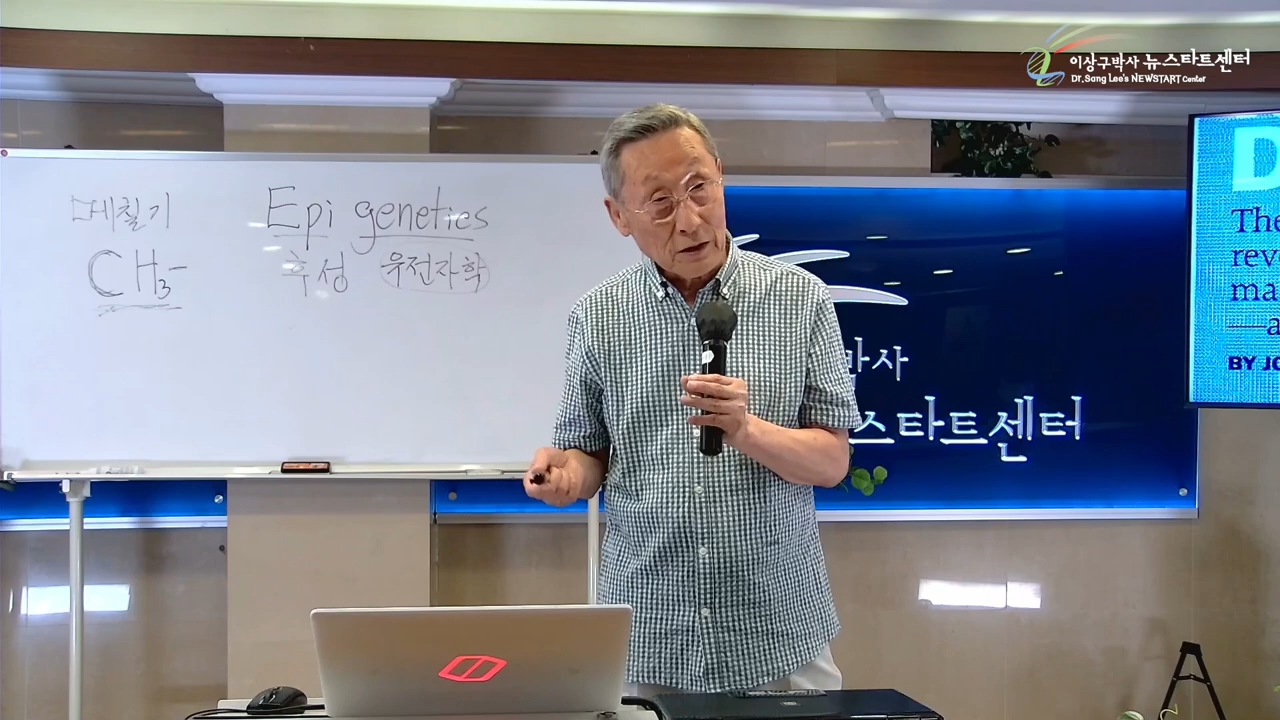 이상구박사 뉴스타트센터
Dr. Sang Lee's NEWSTART Center
메칠기
CH₃-
Epi genetics
후성 유전자학
박사
스타트센터
D
The
rev
ma
—a
BY JO